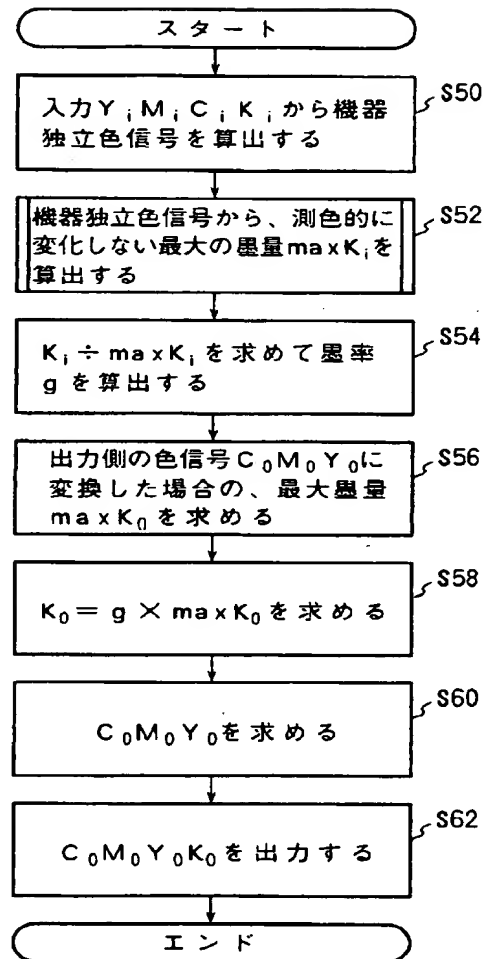 スタート
S50
入力YiMiCiKiから機器
独立色信号を算出する
S52
機器独立色信号から、測色的に
変化しない最大の墨量maxKiを
算出する
S54
Ki÷maxKiを求めて墨率
gを算出する
S56
出力側の色信号C0M0Y0に
変換した場合の、最大墨量
maxK0を求める
S58
K0=g×maxK0を求める
S60
C0M0Y0を求める
S62
C0M0Y0K0を出力する
エンド